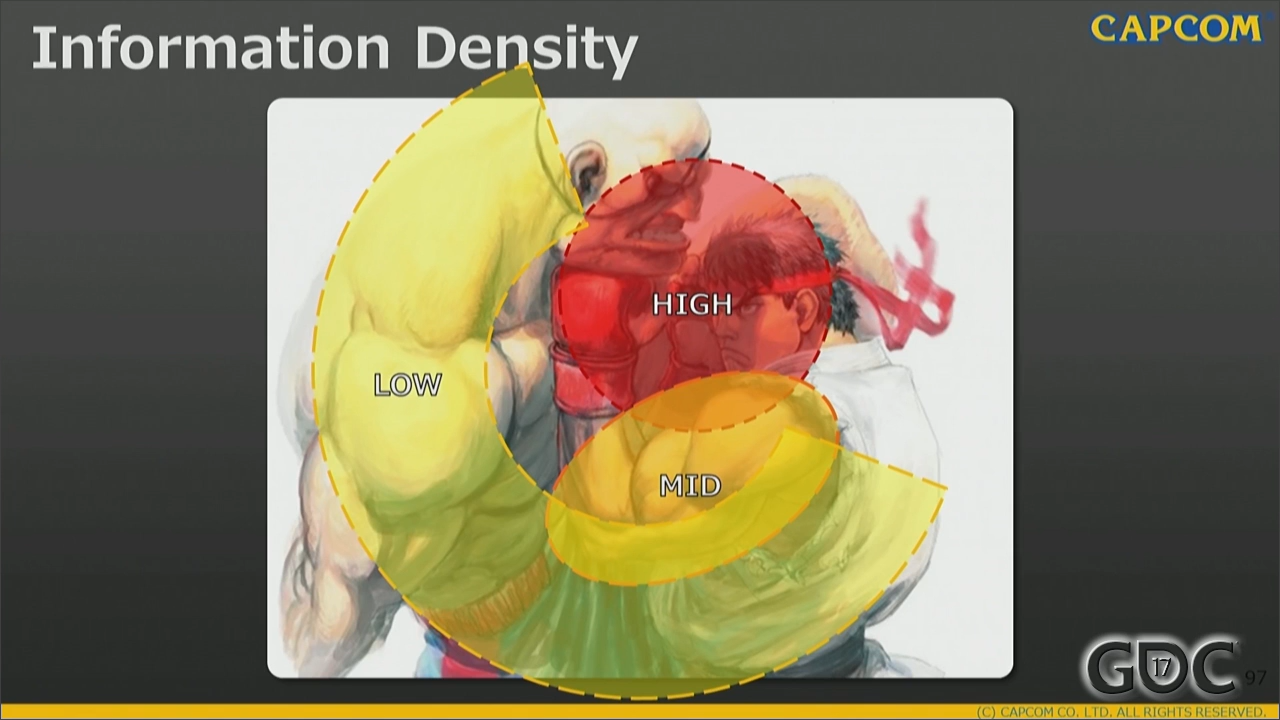 Information Density
CAPCOM
HIGH
LOW
MID
GDC
17
97
(C) CAPCOM CO. LTD. ALL RIGHTS RESERVED.